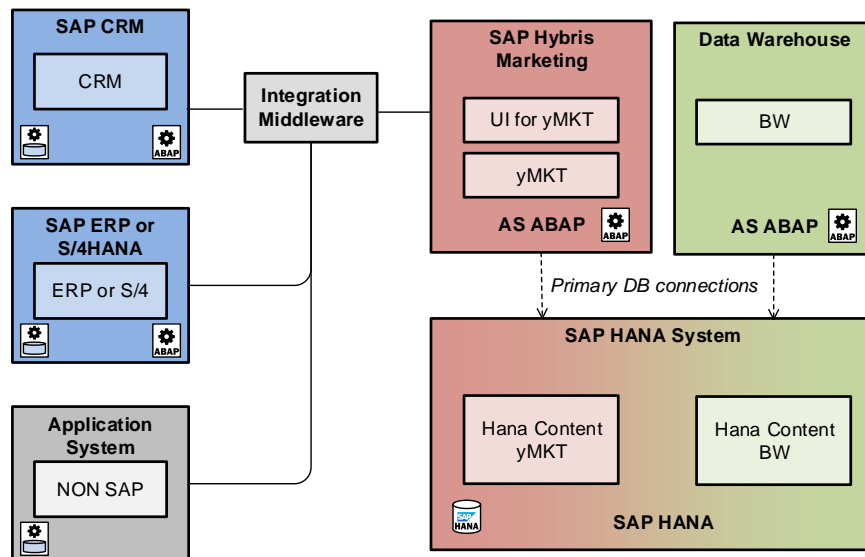 SAP CRM
CRM
ABAP
SAP ERP or
S/4HANA
ERP or S/4
ABAP
Application
System
NON SAP
Integration
Middleware
SAP Hybris
Marketing
UI for yMKT
yMKT
AS ABAP
ABAP
Data Warehouse
BW
AS ABAP
ABAP
Primary DB connections
SAP HANA System
Hana Content
yMKT
Hana Content
BW
SAP
HANA
SAP HANA